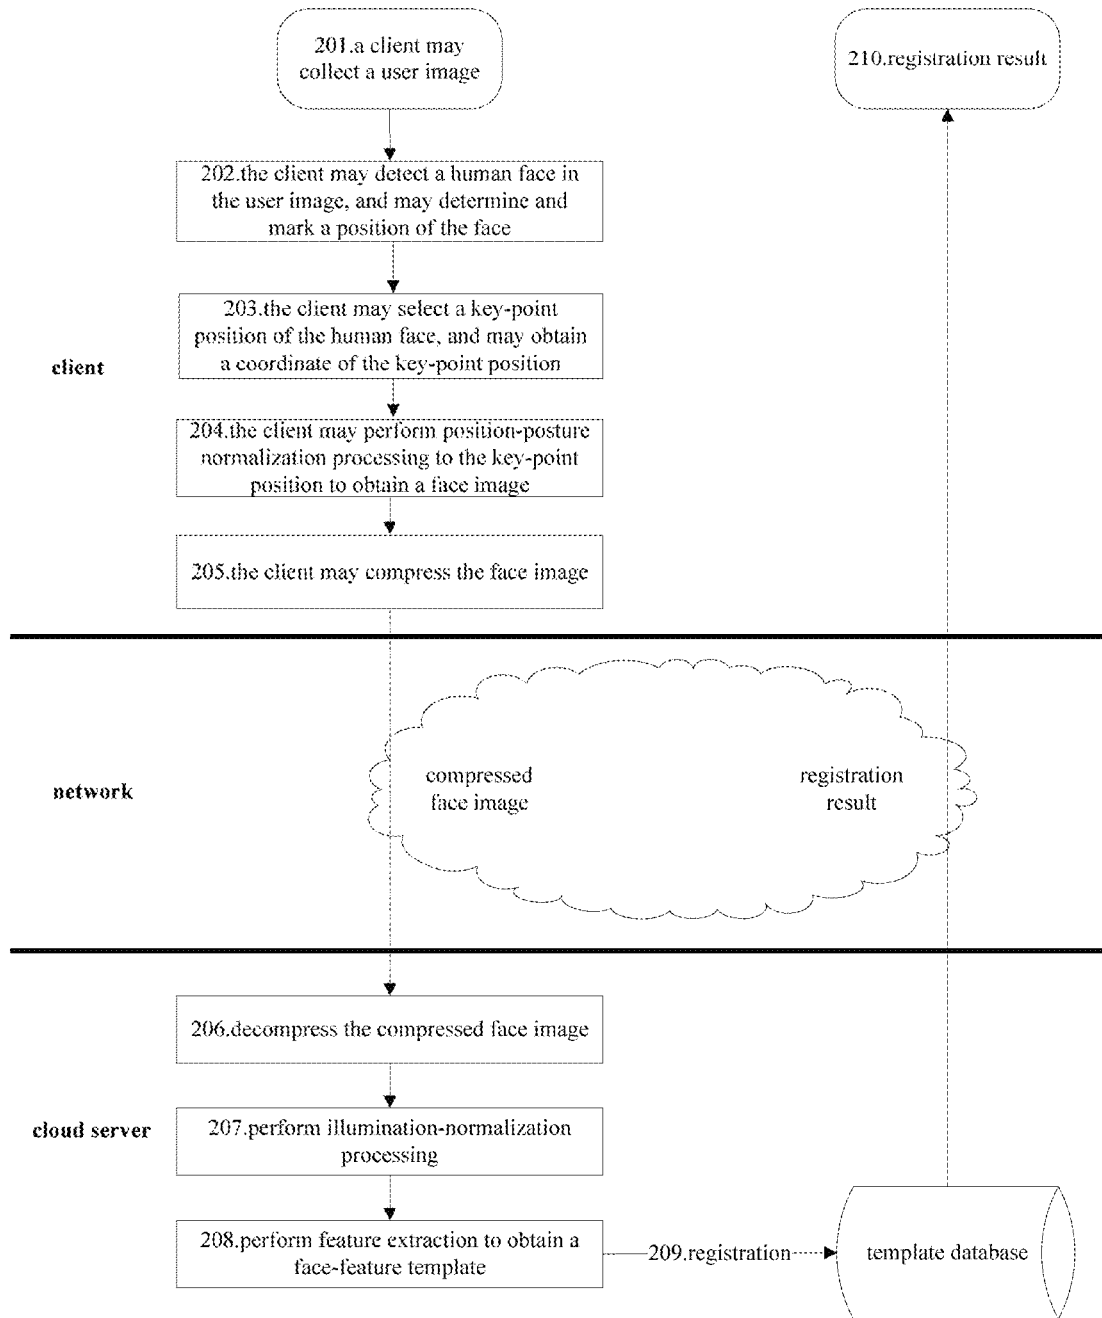 201.a client may
collect a user image
210.registration result
202.the client may detect a human face in
the user image, and may determine and
mark a position of the face
203.the client may select a key-point
position of the human face, and may obtain
a coordinate of the key-point position
client
204.the client may perform position-posture
normalization processing to the key-point
position to obtain a face image
205.the client may compress the face image
network
compressed
face image
registration
result
206.decompress the compressed face image
cloud server
207.perform illumination-normalization
processing
208.perform feature extraction to obtain a
face-feature template
209.registration
template database